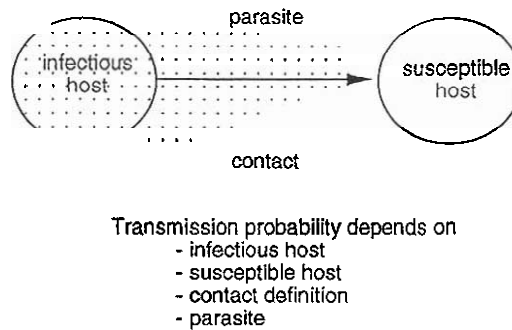 parasite
infectious
host
susceptible
host
contact
Transmission probability depends on
- infectious host
- susceptible host
- contact definition
- parasite